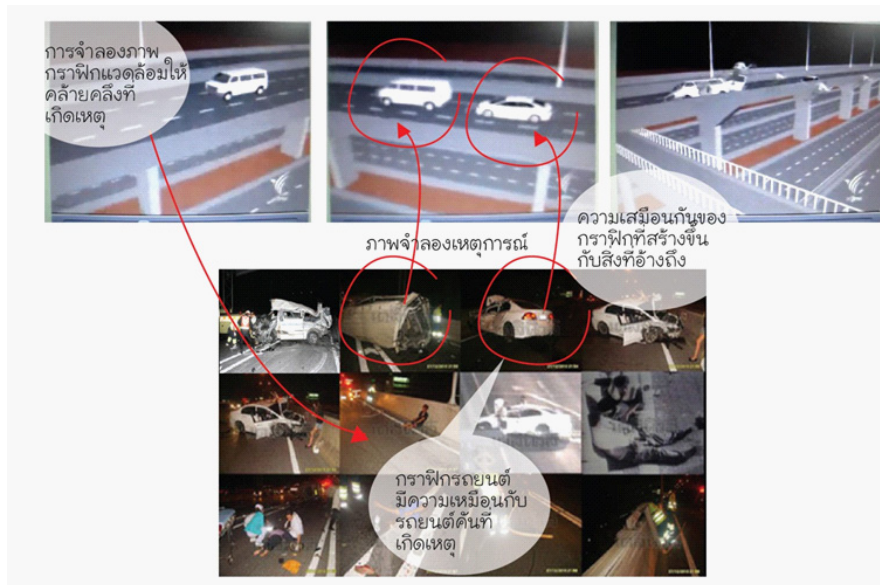 การจำลองภาพ
กราฟิกแวดล้อมให้
คล้ายคลึงที่
เกิดเหตุ
ภาพจำลองเหตุการณ์
ความเสมือนกันของ
กราฟิกที่สร้างขึ้น
กับสิ่งที่อ้างถึง
กราฟิกรถยนต์
มีความเหมือนกับ
รถยนต์คันที่
เกิดเหตุ